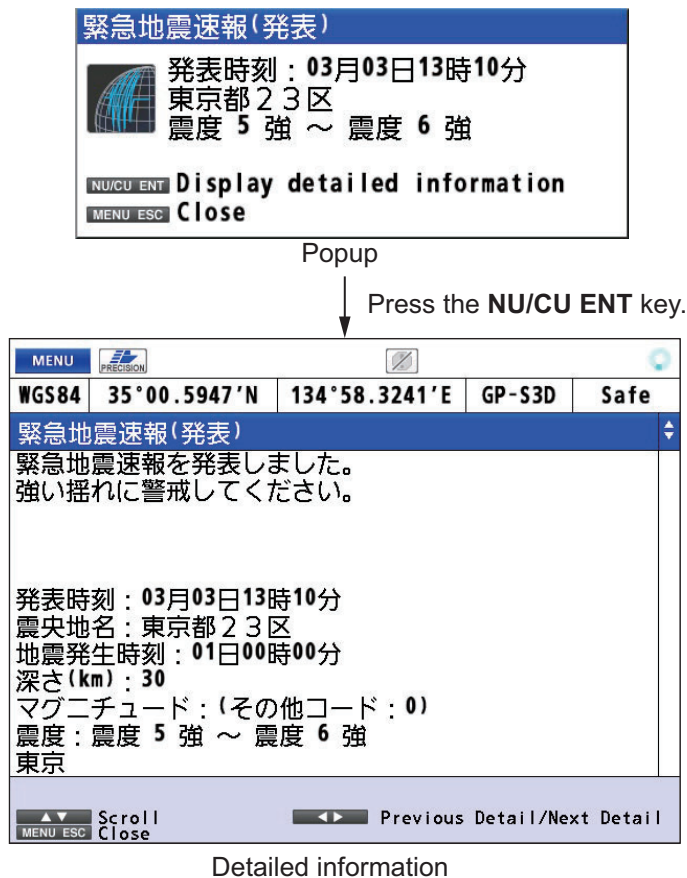 緊急地震速報(発表)
発表時刻：03月03日13時10分
東京都２３区
震度 5 強 ～ 震度 6 強
NU/CU ENT Display detailed information
MENU ESC Close
Popup
Press the NU/CU ENT key.
MENU PRECISION
WGS84 35°00.5947'N 134°58.3241'E GP-S3D Safe
緊急地震速報(発表)
緊急地震速報を発表しました。
強い揺れに警戒してください。
発表時刻：03月03日13時10分
震央地名：東京都２３区
地震発生時刻：01日00時00分
深さ(km)：30
マグニチュード：(その他コード：0)
震度：震度 5 強 ～ 震度 6 強
東京
▲▼ Scroll ◀▶ Previous Detail/Next Detail
MENU ESC Close
Detailed information